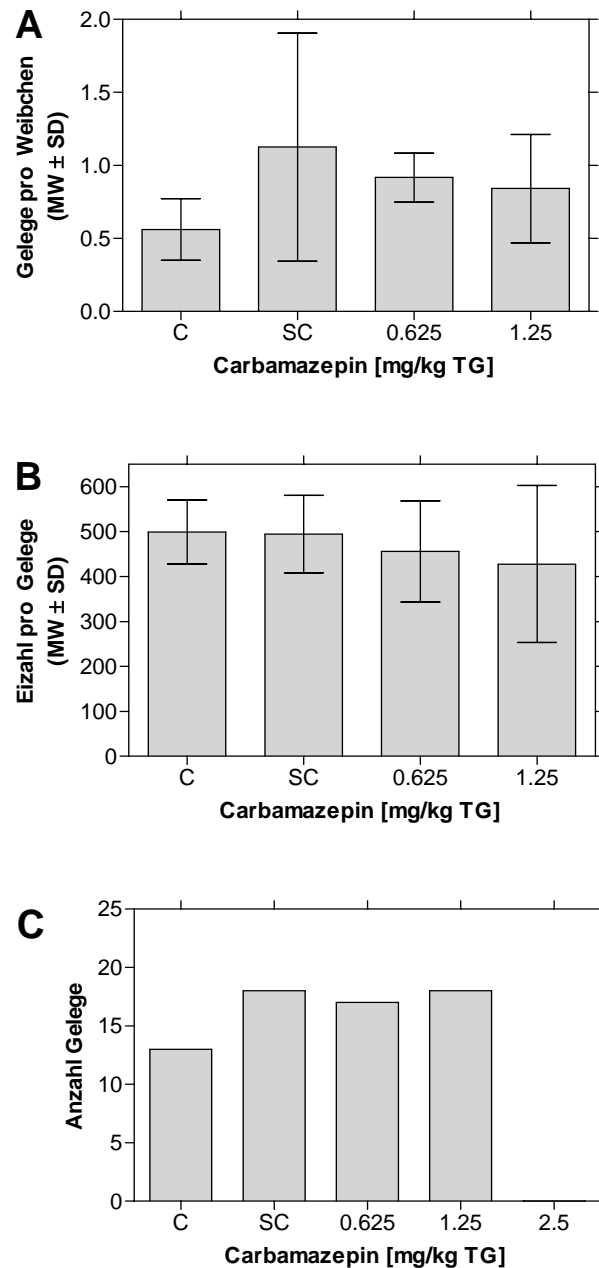 A
Gelege pro Weibchen
(MW ± SD)
2.0
1.5
1.0
0.5
0.0
C SC 0.625 1.25
Carbamazepin [mg/kg TG]
B
Eizahl pro Gelege
(MW ± SD)
600
500
400
300
200
100
0
C SC 0.625 1.25
Carbamazepin [mg/kg TG]
C
Anzahl Gelege
25
20
15
10
5
0
C SC 0.625 1.25 2.5
Carbamazepin [mg/kg TG]